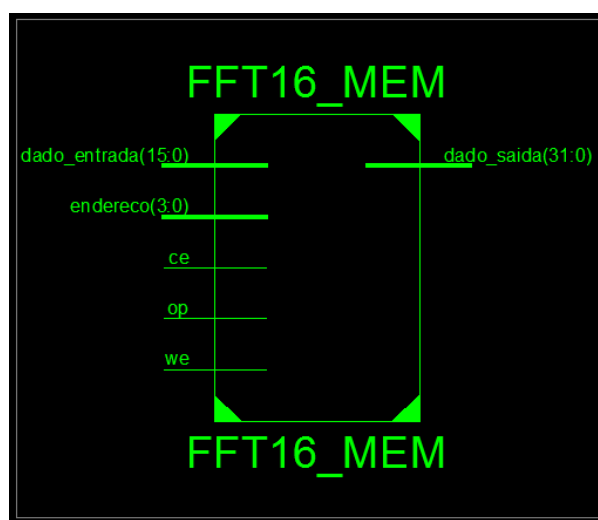 FFT16_MEM
dado_entrada(15:0)
dado_saida(31:0)
endereco(3:0)
ce
op
we
FFT16_MEM